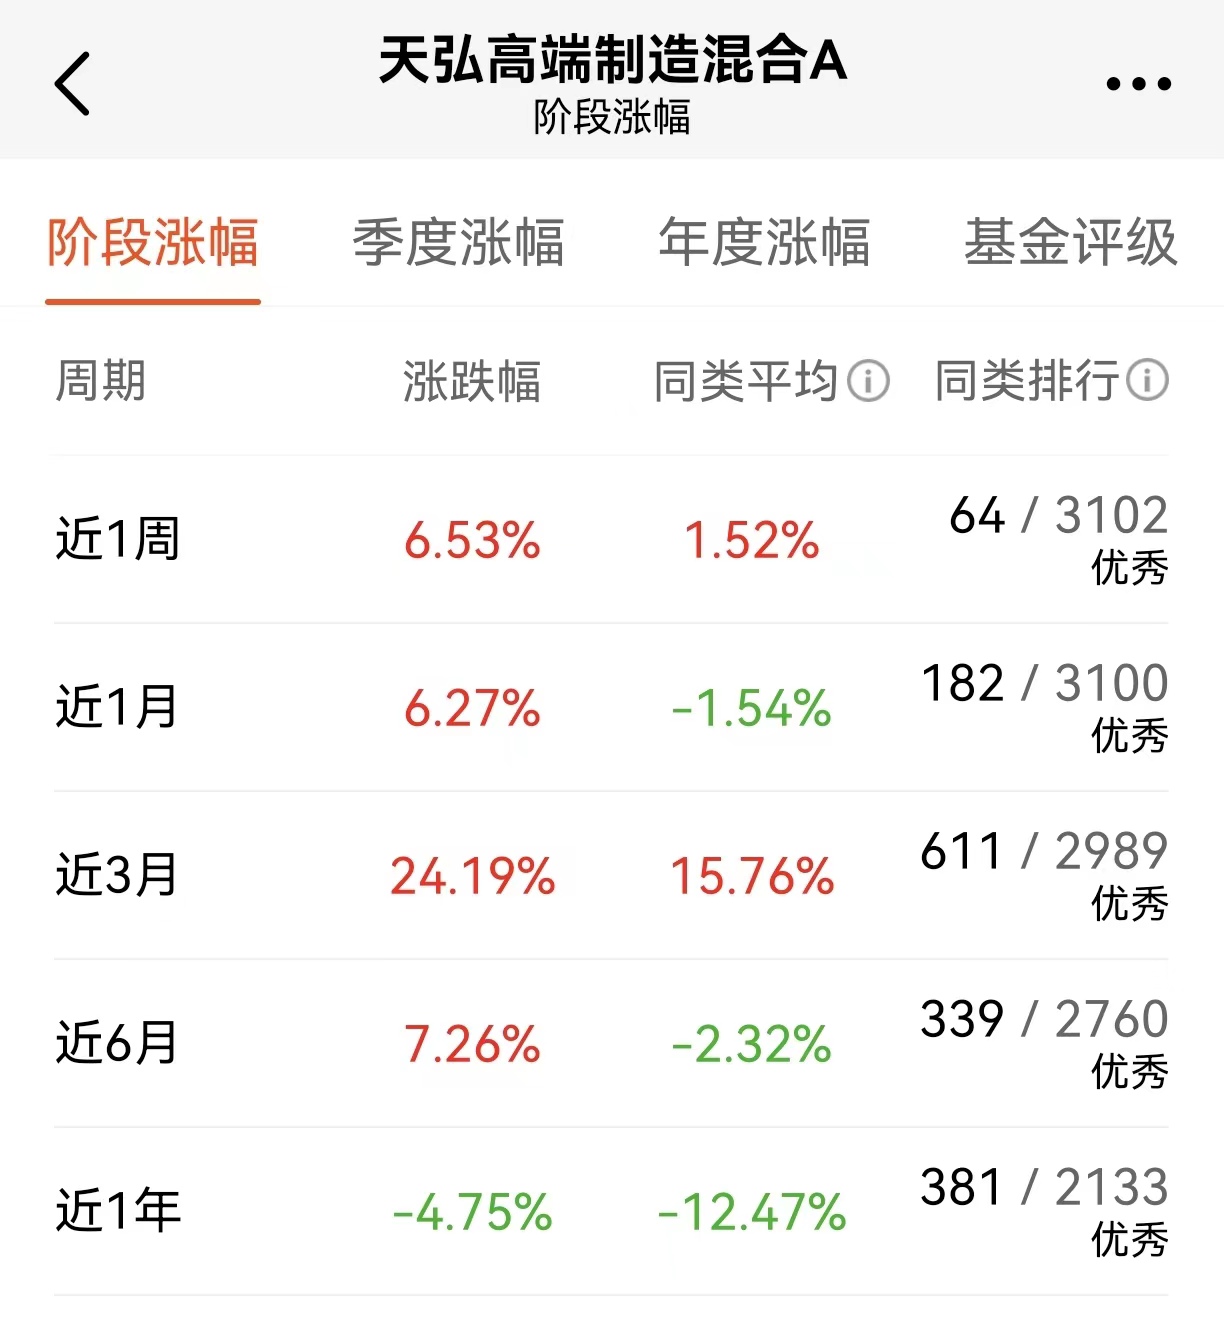 天弘高端制造混合A
阶段涨幅
阶段涨幅 季度涨幅 年度涨幅 基金评级
周期 涨跌幅 同类平均 同类排行
近1周 6.53% 1.52% 64 / 3102
优秀
近1月 6.27% -1.54% 182 / 3100
优秀
近3月 24.19% 15.76% 611 / 2989
优秀
近6月 7.26% -2.32% 339 / 2760
优秀
近1年 -4.75% -12.47% 381 / 2133
优秀